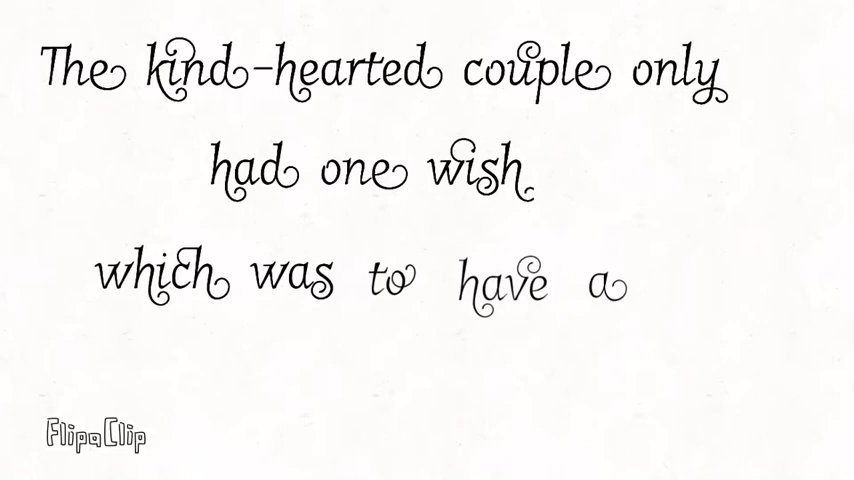 The kind-hearted couple only
had one wish
which was to have a
FlipaClip